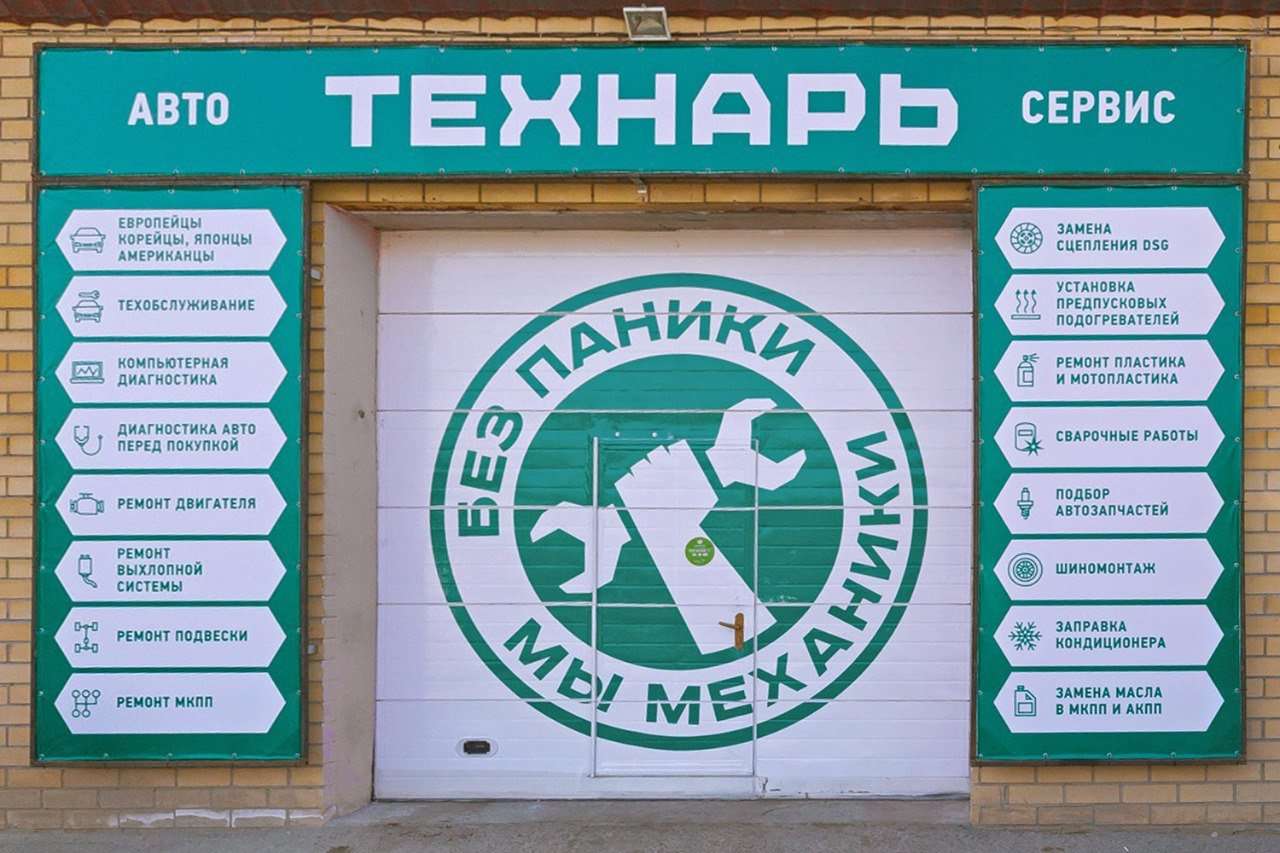 АВТО ТЕХНАРЬ СЕРВИС
ЕВРОПЕЙЦЫ
КОРЕЙЦЫ, ЯПОНЦЫ
АМЕРИКАНЦЫ
ТЕХОБСЛУЖИВАНИЕ
КОМПЬЮТЕРНАЯ
ДИАГНОСТИКА
ДИАГНОСТИКА АВТО
ПЕРЕД ПОКУПКОЙ
РЕМОНТ ДВИГАТЕЛЯ
РЕМОНТ
ВЫХЛОПНОЙ
СИСТЕМЫ
РЕМОНТ ПОДВЕСКИ
РЕМОНТ МКПП
БЕЗ ПАНИКИ
МЫ МЕХАНИКИ
ЗАМЕНА
СЦЕПЛЕНИЯ DSG
УСТАНОВКА
ПРЕДПУСКОВЫХ
ПОДОГРЕВАТЕЛЕЙ
РЕМОНТ ПЛАСТИКА
И МОТОПЛАСТИКА
СВАРОЧНЫЕ РАБОТЫ
ПОДБОР
АВТОЗАПЧАСТЕЙ
ШИНОМОНТАЖ
ЗАПРАВКА
КОНДИЦИОНЕРА
ЗАМЕНА МАСЛА
В МКПП И АКПП